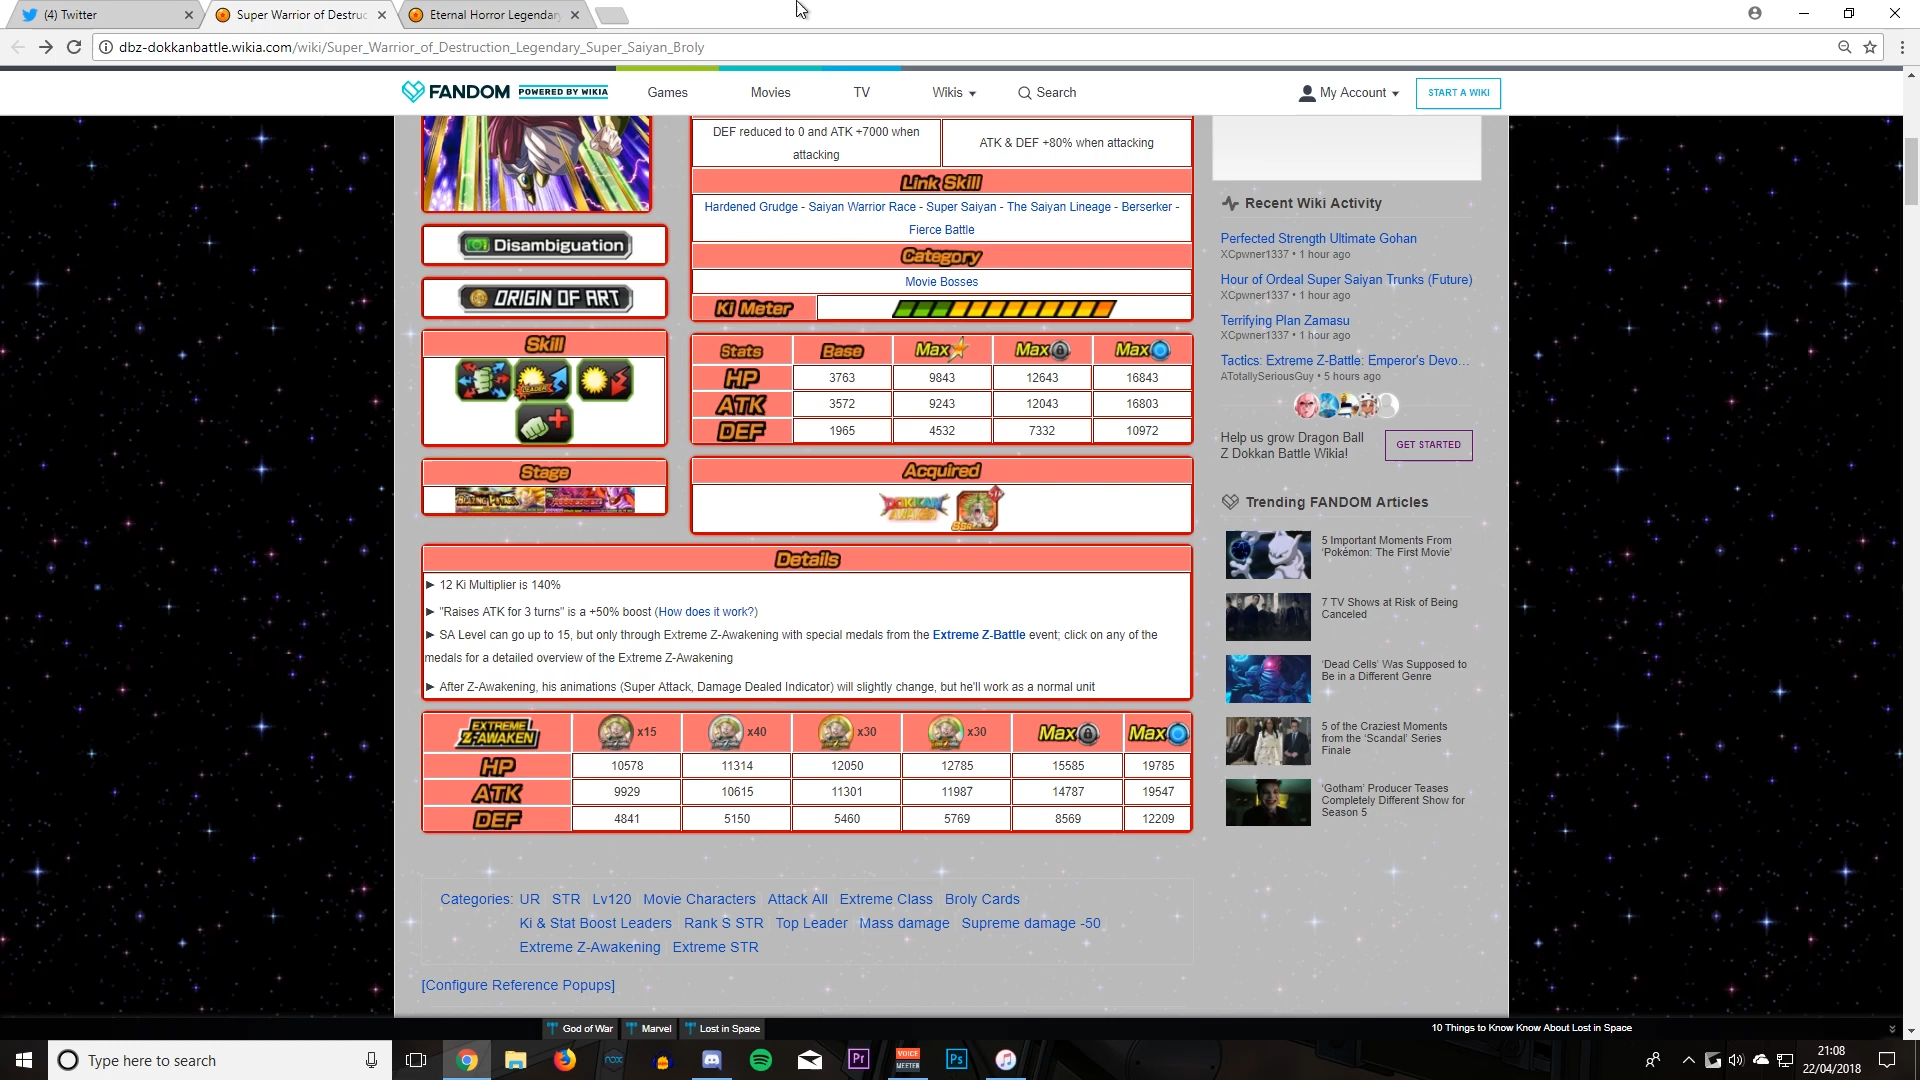 (4) Twitter
Super Warrior of Destruc
Eternal Horror Legendary
dbz-dokkanbattle.wikia.com/wiki/Super_Warrior_of_Destruction_Legendary_Super_Saiyan_Broly
FANDOM POWERED BY WIKIA
Games
Movies
TV
Wikis
Search
My Account
START A WIKI
DEF reduced to 0 and ATK +7000 when
attacking
ATK & DEF +80% when attacking
Link Skill
Hardened Grudge - Saiyan Warrior Race - Super Saiyan - The Saiyan Lineage - Berserker -
Fierce Battle
Category
Movie Bosses
Ki Meter
Disambiguation
ORIGIN OF ART
Skill
Stage
Stats Base Max Max Max
HP 3763 9843 12643 16843
ATK 3572 9243 12043 16803
DEF 1965 4532 7332 10972
Acquired
DOKKAN AWAKEN
SSR
Details
► 12 Ki Multiplier is 140%
► "Raises ATK for 3 turns" is a +50% boost (How does it work?)
► SA Level can go up to 15, but only through Extreme Z-Awakening with special medals from the Extreme Z-Battle event; click on any of the
medals for a detailed overview of the Extreme Z-Awakening
► After Z-Awakening, his animations (Super Attack, Damage Dealed Indicator) will slightly change, but he'll work as a normal unit
EXTREME Z-AWAKEN x15 x40 x30 x30 Max Max
HP 10578 11314 12050 12785 15585 19785
ATK 9929 10615 11301 11987 14787 19547
DEF 4841 5150 5460 5769 8569 12209
Categories: UR STR Lv120 Movie Characters Attack All Extreme Class Broly Cards
Ki & Stat Boost Leaders Rank S STR Top Leader Mass damage Supreme damage -50
Extreme Z-Awakening Extreme STR
[Configure Reference Popups]
Recent Wiki Activity
Perfected Strength Ultimate Gohan
XCpwner1337 • 1 hour ago
Hour of Ordeal Super Saiyan Trunks (Future)
XCpwner1337 • 1 hour ago
Terrifying Plan Zamasu
XCpwner1337 • 1 hour ago
Tactics: Extreme Z-Battle: Emperor's Devo...
ATotallySeriousGuy • 5 hours ago
Help us grow Dragon Ball
Z Dokkan Battle Wikia!
GET STARTED
Trending FANDOM Articles
5 Important Moments From
'Pokémon: The First Movie'
7 TV Shows at Risk of Being
Canceled
'Dead Cells' Was Supposed to
Be in a Different Genre
5 of the Craziest Moments
from the 'Scandal' Series
Finale
'Gotham' Producer Teases
Completely Different Show for
Season 5
God of War
Marvel
Lost in Space
10 Things to Know Know About Lost in Space
Type here to search
nox
Pr
VOICE
MEETER
Ps
21:08
22/04/2018